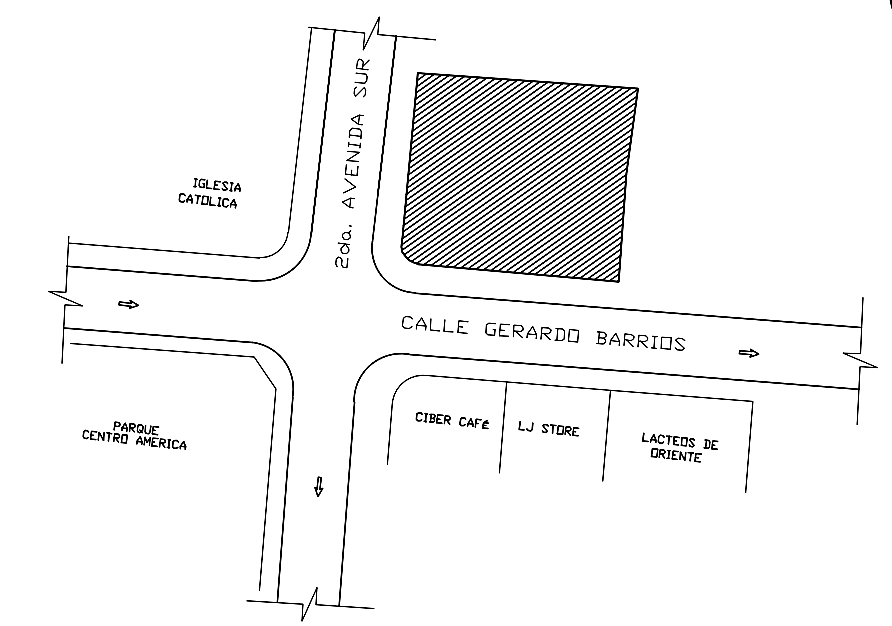 2da. AVENIDA SUR
IGLESIA
CATOLICA
CALLE GERARDO BARRIOS
PARQUE
CENTRO AMERICA
CIBER CAFé
LJ STORE
LACTEOS DE
ORIENTE